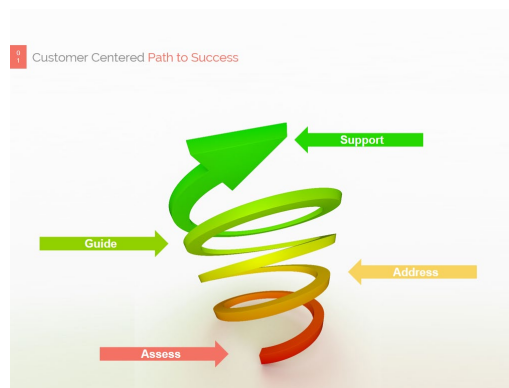 0
1
Customer Centered Path to Success
Support
Guide
Address
Assess